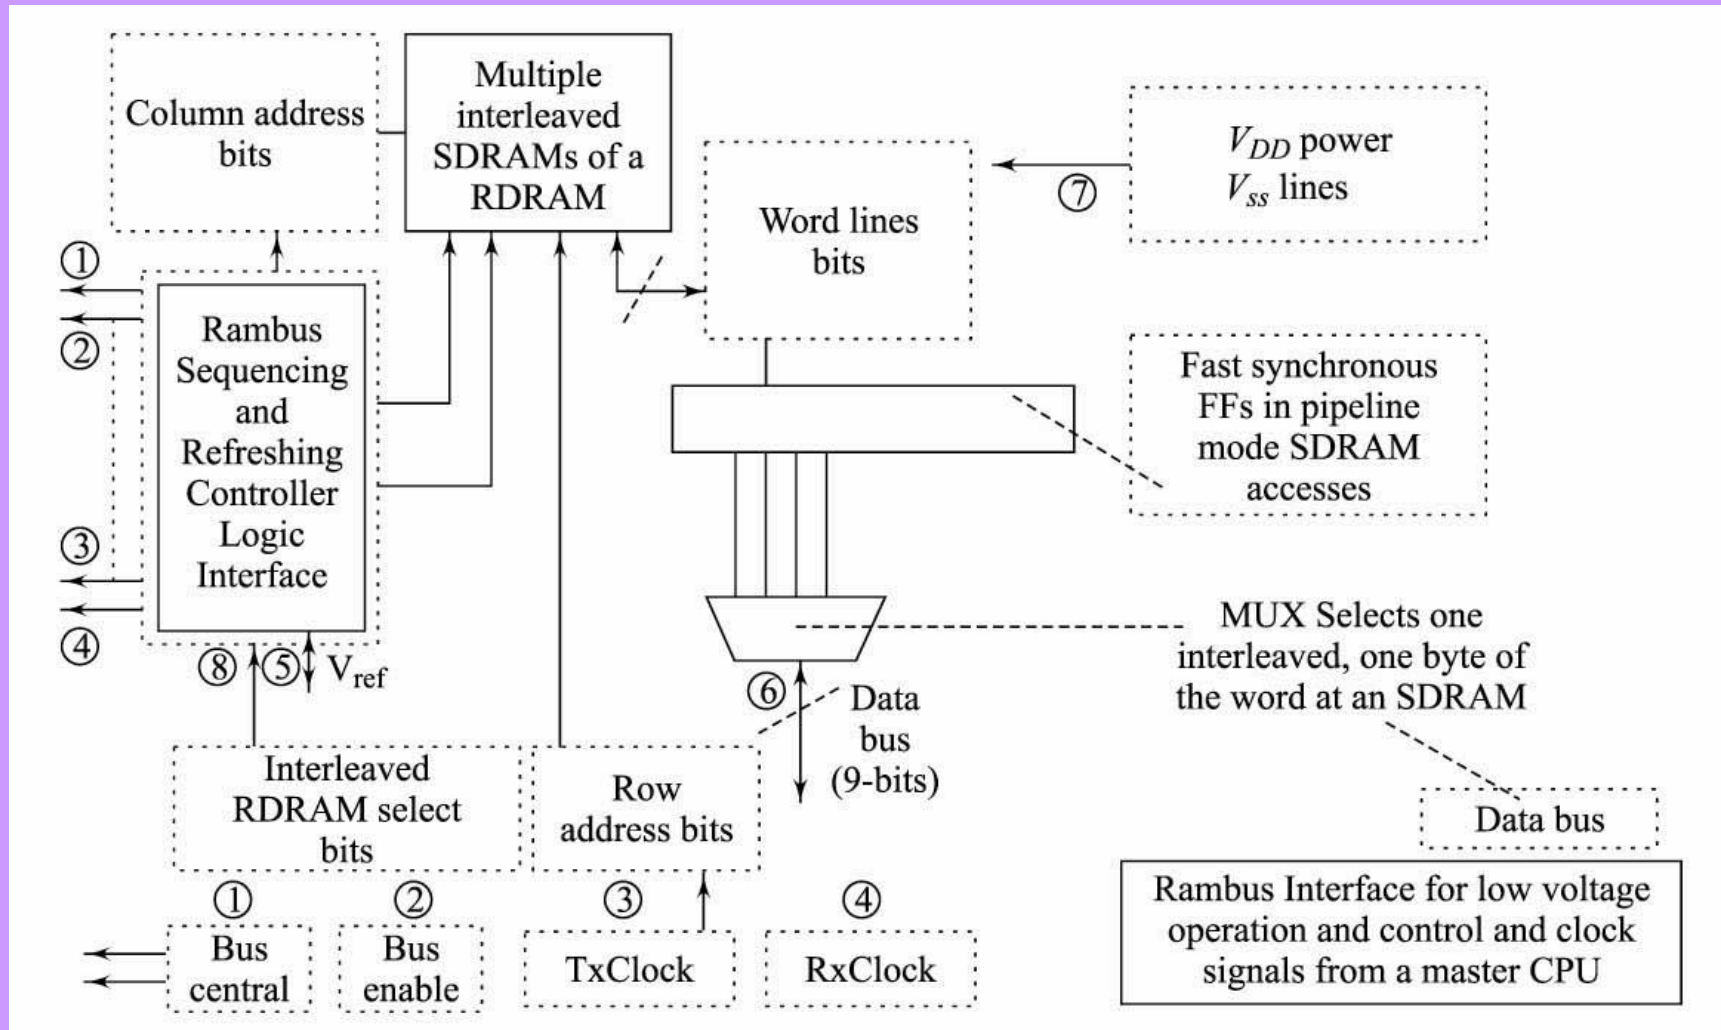 Column address
bits
Multiple
interleaved
SDRAMs of a
RDRAM
Word lines
bits
V_DD power
V_ss lines
⑦
①
②
Rambus
Sequencing
and
Refreshing
Controller
Logic
Interface
③
④
Fast synchronous
FFs in pipeline
mode SDRAM
accesses
⑧
⑤
V_ref
⑥
Data
bus
(9-bits)
MUX Selects one
interleaved, one byte of
the word at an SDRAM
Interleaved
RDRAM select
bits
Row
address bits
Data bus
①
Bus
central
②
Bus
enable
③
TxClock
④
RxClock
Rambus Interface for low voltage
operation and control and clock
signals from a master CPU